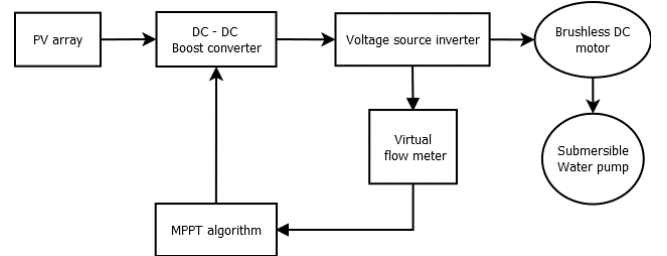 PV array
DC - DC
Boost converter
Voltage source inverter
Brushless DC
motor
Virtual
flow meter
Submersible
Water pump
MPPT algorithm